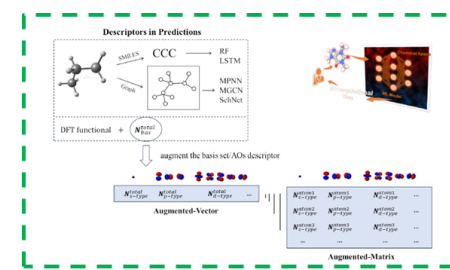 Descriptors in Predictions
SMILES
CCC
RF
LSTM
Graph
MPNN
MGCN
SchNet
DFT functional + N_bas^total
augment the basis set/AOs descriptor
N_s-type^total N_p-type^total N_d-type^total ...
Augmented-Vector
N_s-type^atom1 N_p-type^atom1 N_d-type^atom1 ...
N_s-type^atom2 N_p-type^atom2 N_d-type^atom2 ...
N_s-type^atom3 N_p-type^atom3 N_d-type^atom3 ...
... ... ... ...
Augmented-Matrix